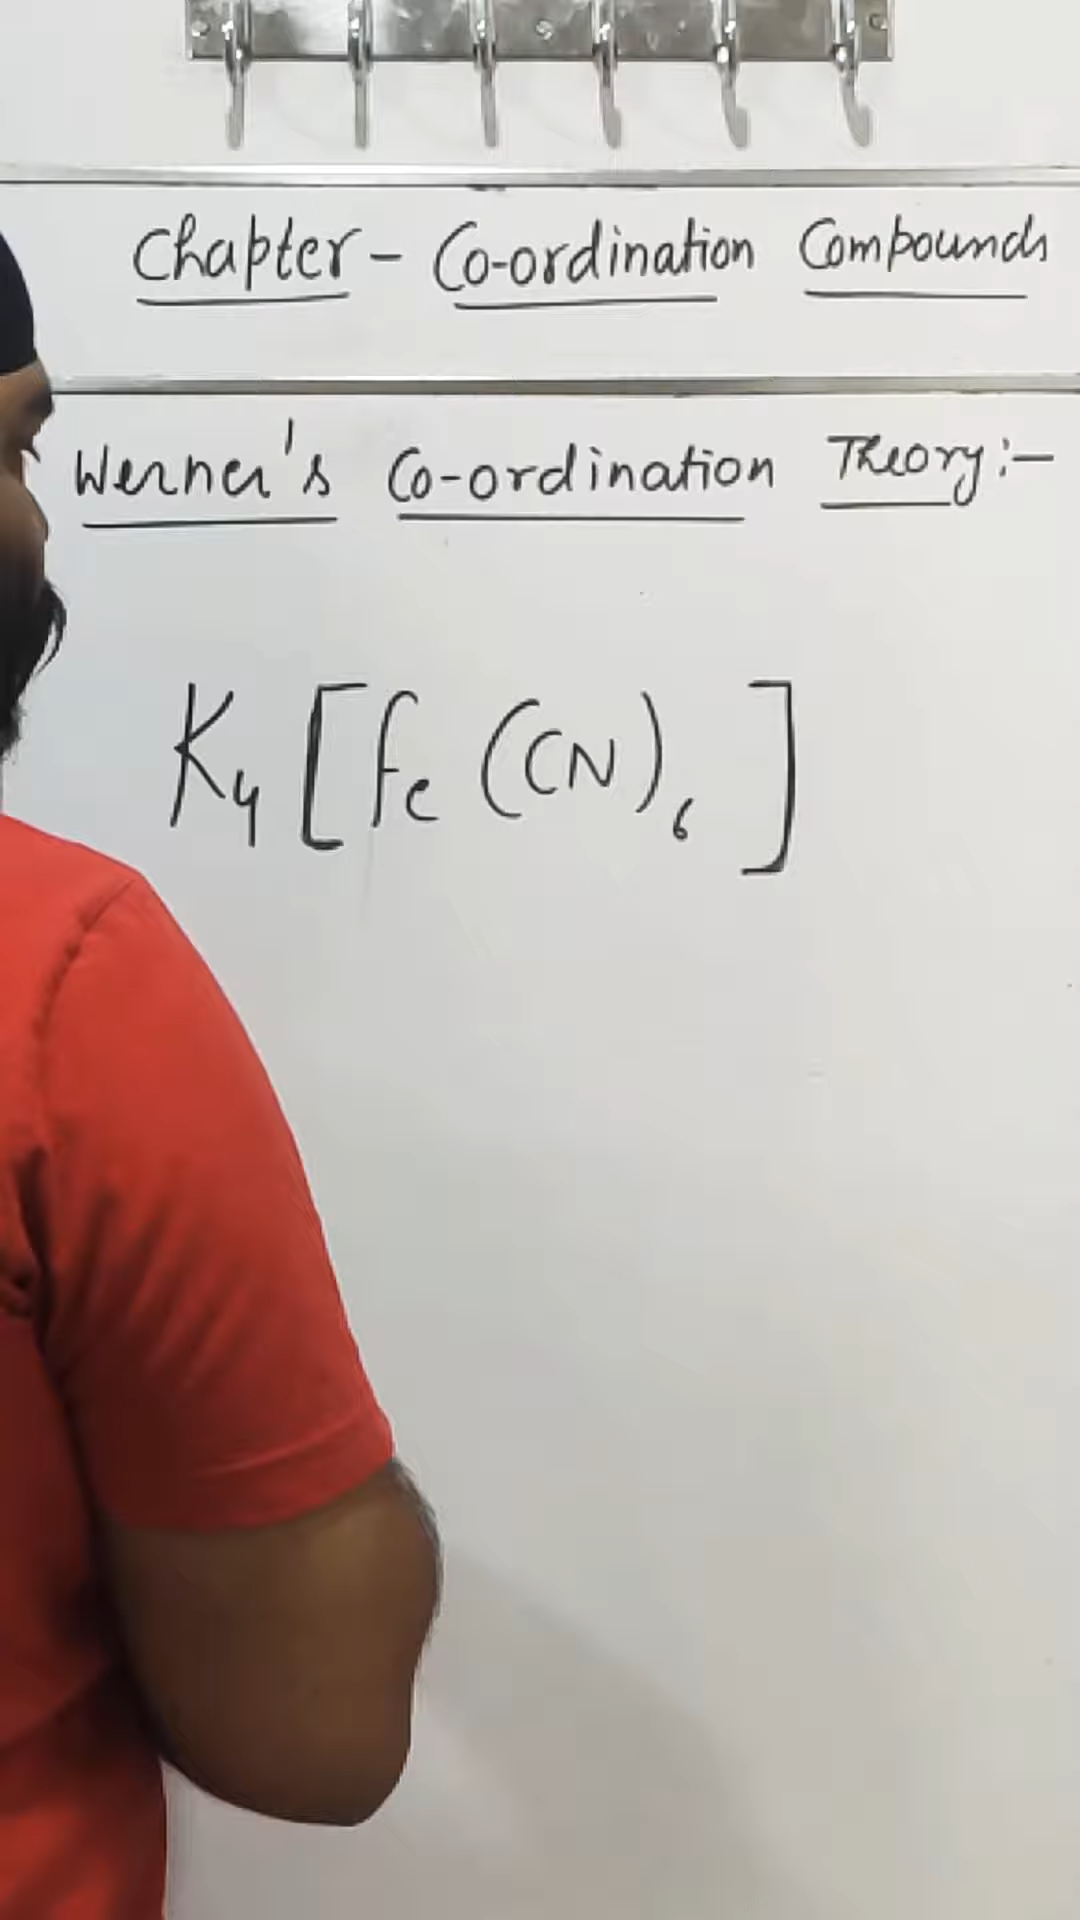 Chapter - Co-ordination Compounds
Werner's Co-ordination Theory :-
K₄ [Fe (CN)₆ ]